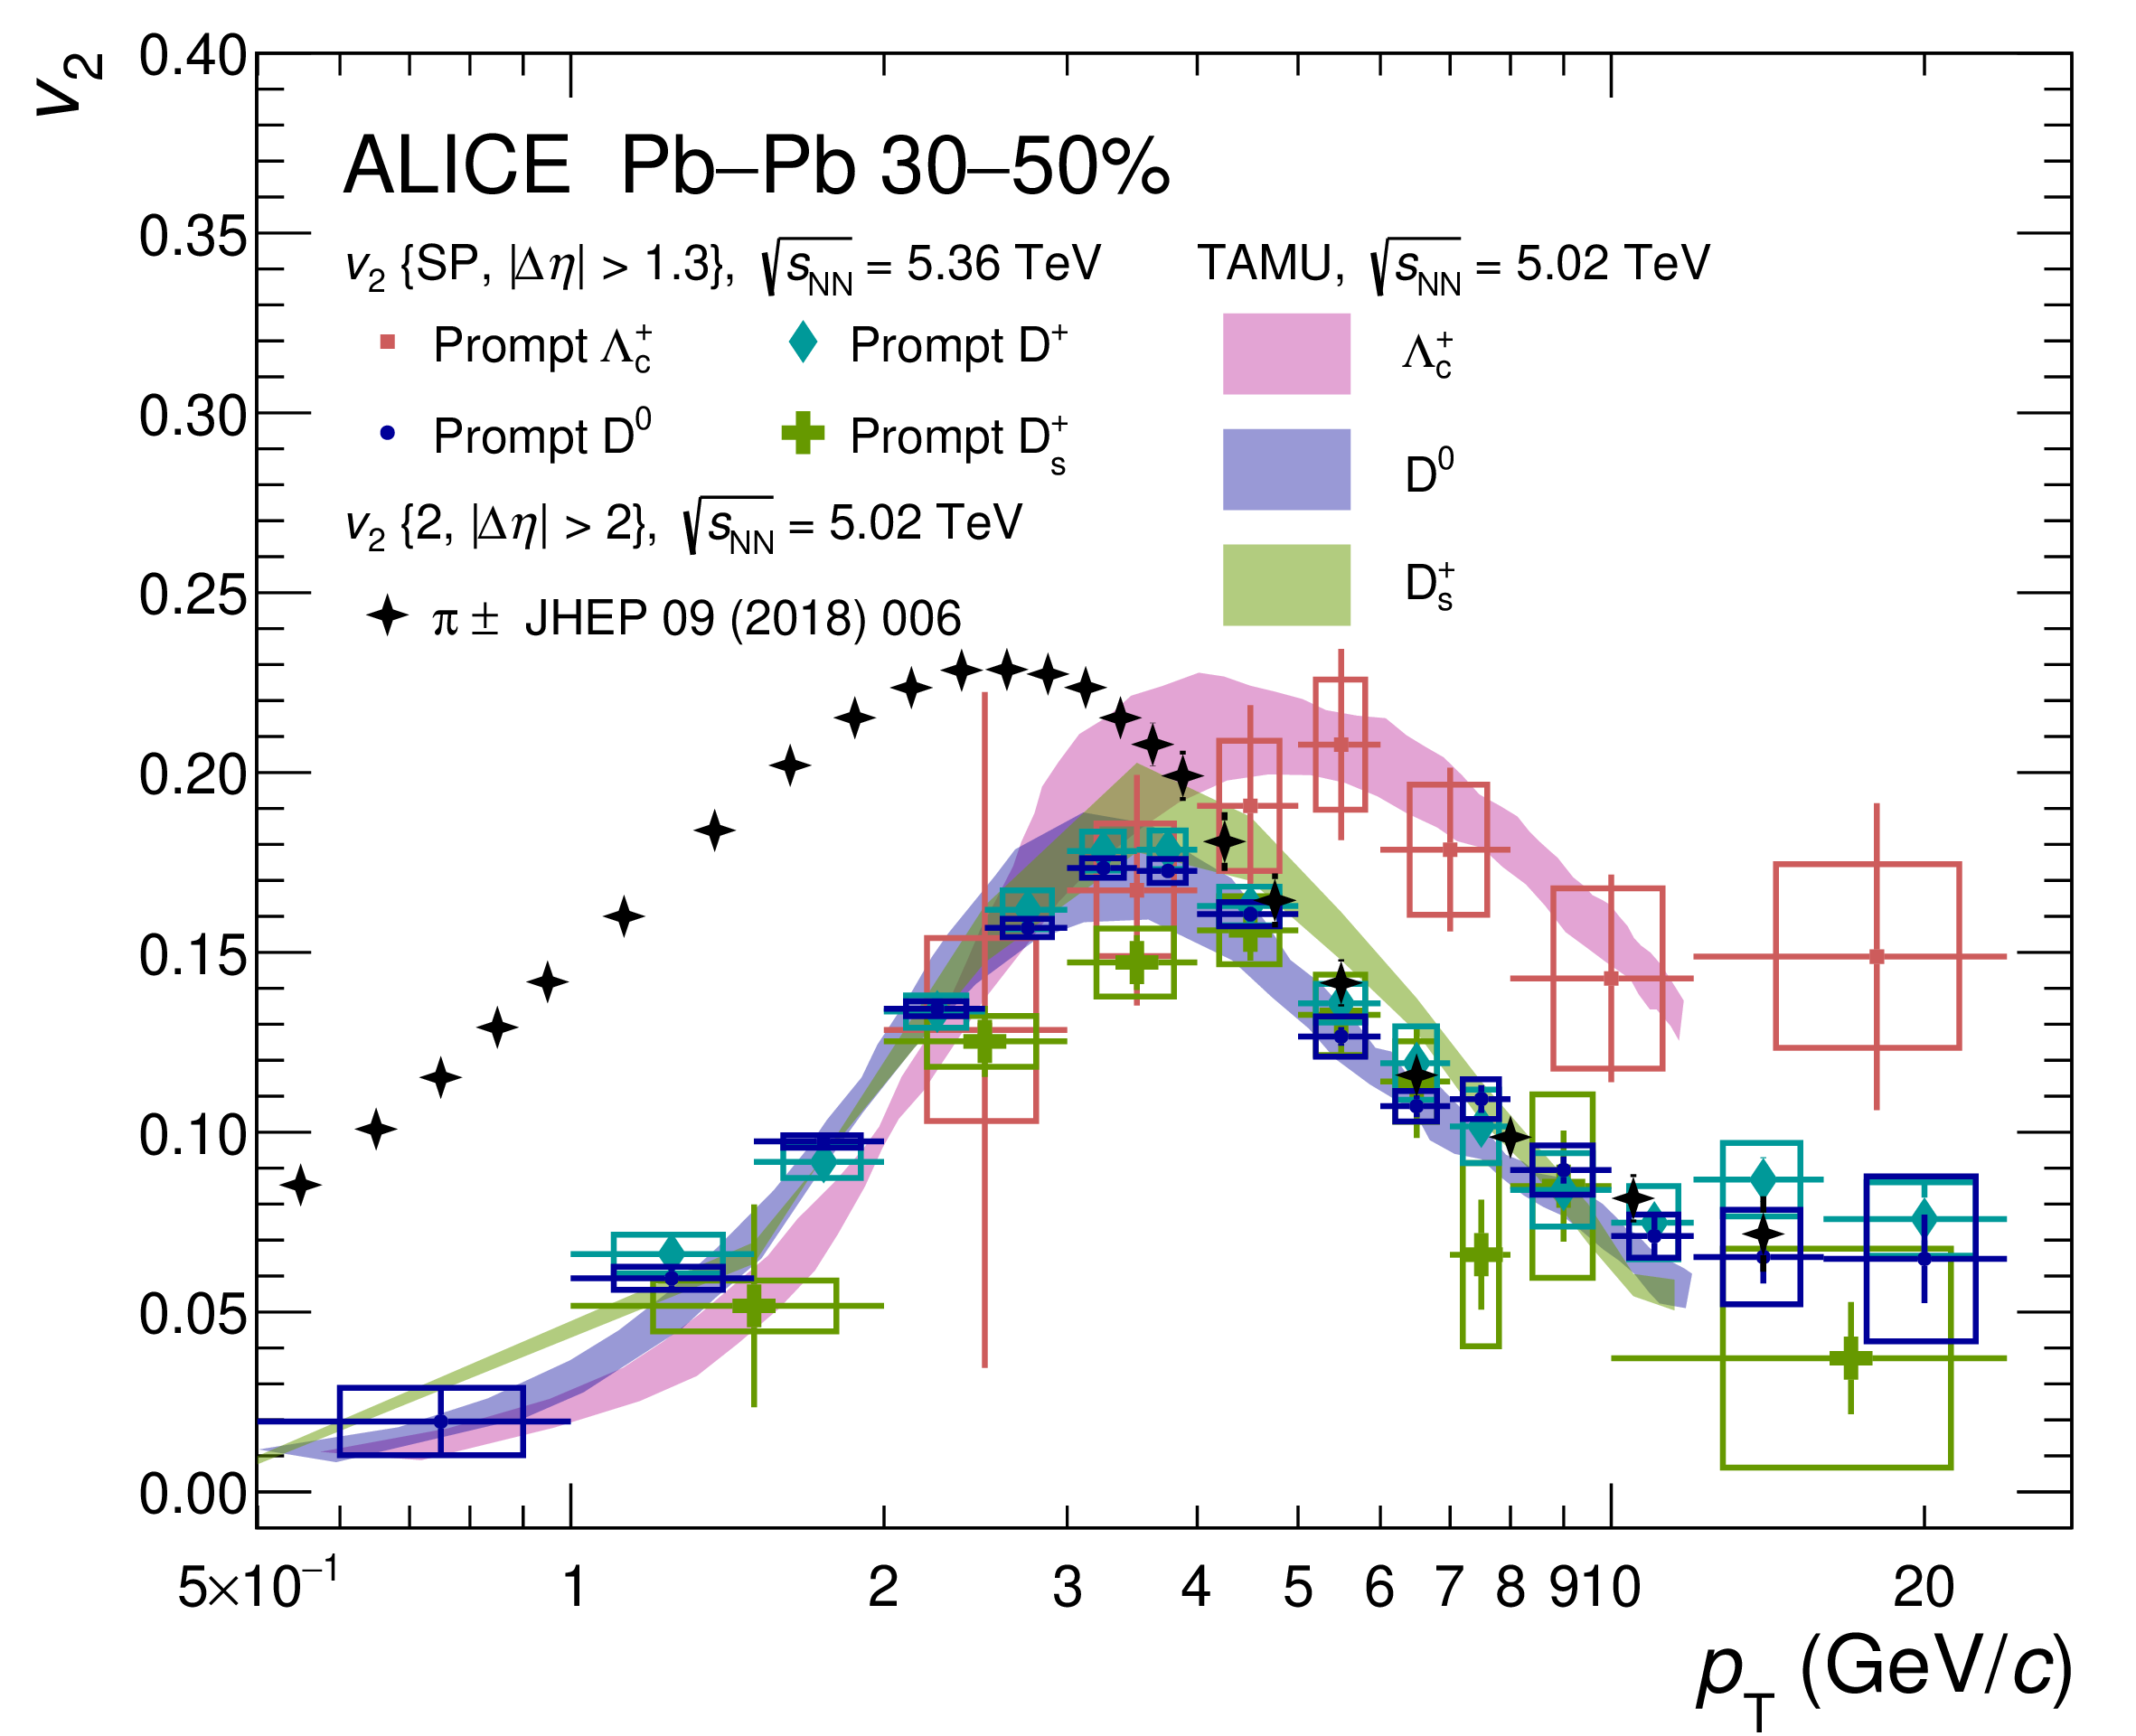 v2
0.40
0.35
0.30
0.25
0.20
0.15
0.10
0.05
0.00
ALICE Pb–Pb 30–50%
v2 {SP, |Δη| > 1.3}, √sNN = 5.36 TeV
Prompt Λc+
Prompt D+
Prompt D0
Prompt Ds+
v2 {2, |Δη| > 2}, √sNN = 5.02 TeV
π ± JHEP 09 (2018) 006
TAMU, √sNN = 5.02 TeV
Λc+
D0
Ds+
5×10−1 1 2 3 4 5 6 7 8 910 20
pT (GeV/c)